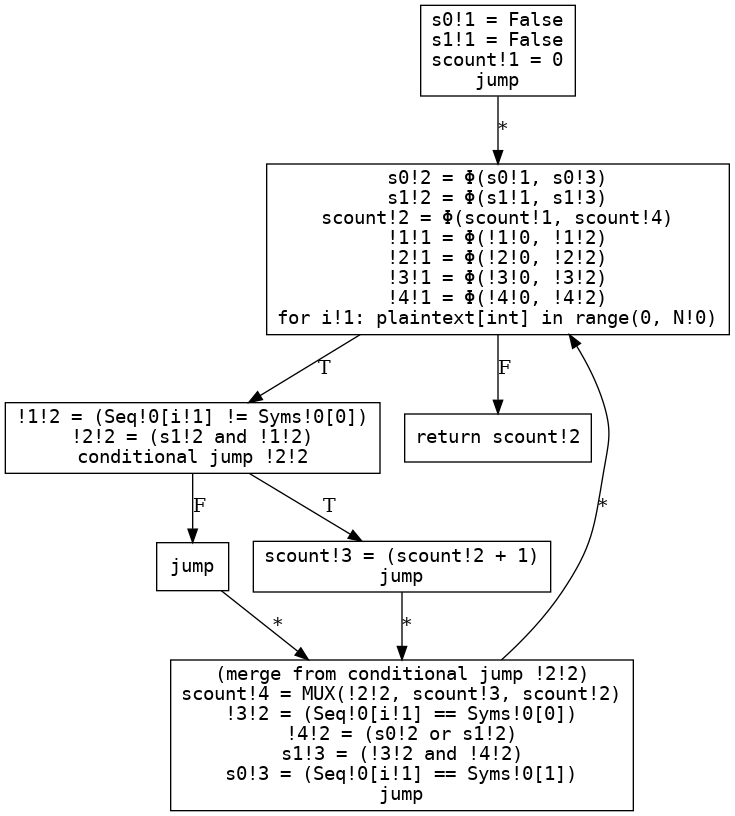 s0!1 = False
s1!1 = False
scount!1 = 0
jump
*
s0!2 = Φ(s0!1, s0!3)
s1!2 = Φ(s1!1, s1!3)
scount!2 = Φ(scount!1, scount!4)
!1!1 = Φ(!1!0, !1!2)
!2!1 = Φ(!2!0, !2!2)
!3!1 = Φ(!3!0, !3!2)
!4!1 = Φ(!4!0, !4!2)
for i!1: plaintext[int] in range(0, N!0)
T
F
!1!2 = (Seq!0[i!1] != Syms!0[0])
!2!2 = (s1!2 and !1!2)
conditional jump !2!2
return scount!2
F
T
*
jump
scount!3 = (scount!2 + 1)
jump
*
*
(merge from conditional jump !2!2)
scount!4 = MUX(!2!2, scount!3, scount!2)
!3!2 = (Seq!0[i!1] == Syms!0[0])
!4!2 = (s0!2 or s1!2)
s1!3 = (!3!2 and !4!2)
s0!3 = (Seq!0[i!1] == Syms!0[1])
jump